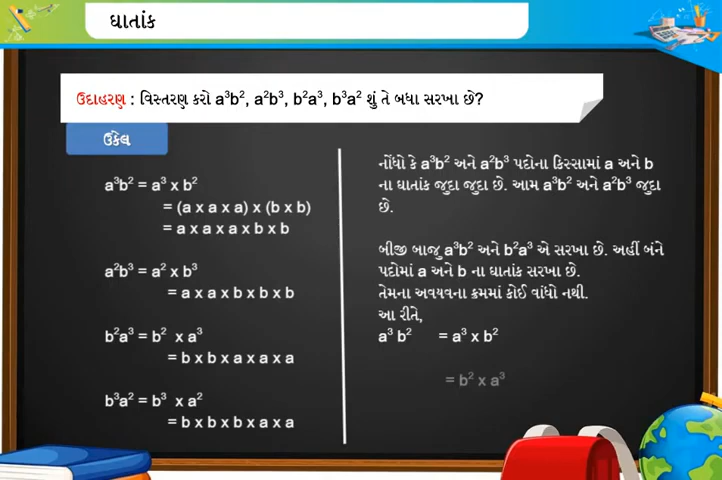 ઘાતાંક
ઉદાહરણ : વિસ્તરણ કરો a³b², a²b³, b²a³, b³a² શું તે બધા સરખા છે?
ઉકેલ
a³b² = a³ x b²
= (a x a x a) x (b x b)
= a x a x a x b x b
a²b³ = a² x b³
= a x a x b x b x b
b²a³ = b² x a³
= b x b x a x a x a
b³a² = b³ x a²
= b x b x b x a x a
નોંધો કે a³b² અને a²b³ પદોના કિસ્સામાં a અને b
ના ઘાતાંક જુદા જુદા છે. આમ a³b² અને a²b³ જુદા
છે.
બીજી બાજુ a³b² અને b²a³ એ સરખા છે. અહીં બંને
પદોમાં a અને b ના ઘાતાંક સરખા છે.
તેમના અવયવના ક્રમમાં કોઈ વાંધો નથી.
આ રીતે,
a³ b² = a³ x b²
= b² x a³